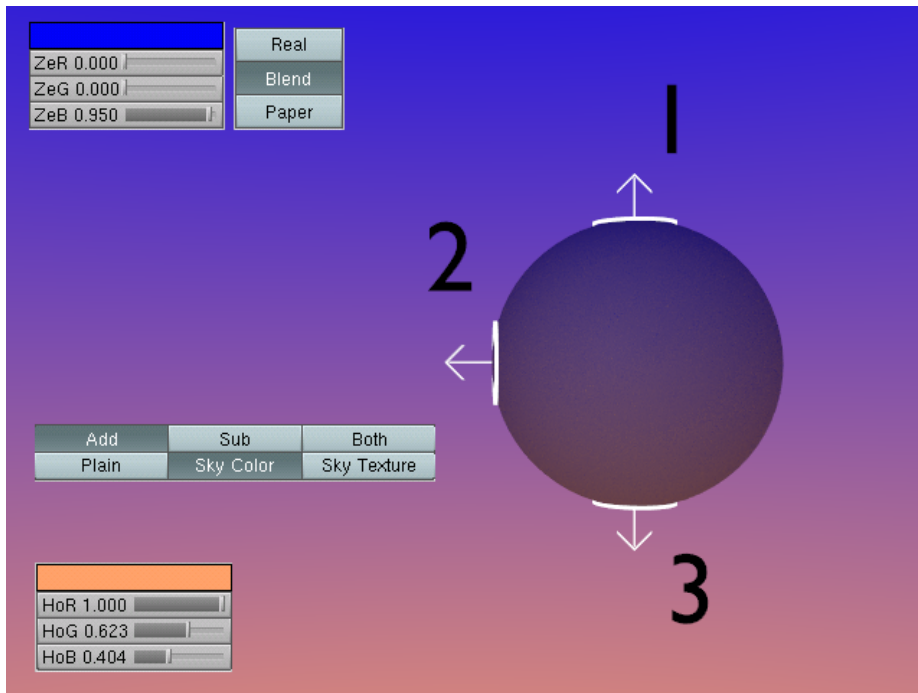 ZeR 0.000
ZeG 0.000
ZeB 0.950
Real
Blend
Paper
1
2
Add Sub Both
Plain Sky Color Sky Texture
3
HoR 1.000
HoG 0.623
HoB 0.404